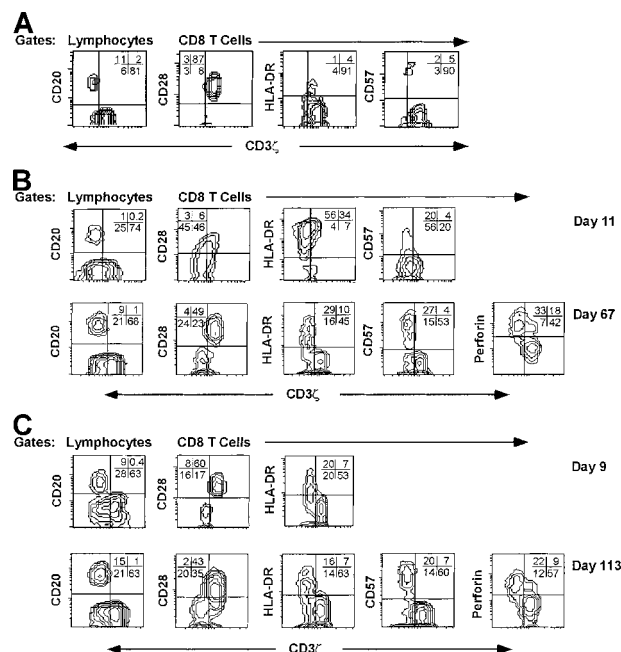 A
Gates: Lymphocytes CD8 T Cells
CD20 11 2 6 81
CD28 3 87 3 8
HLA-DR 1 4 4 91
CD57 2 5 4 90
CD3ζ
B
Gates: Lymphocytes CD8 T Cells
CD20 1 0.2 25 74
CD28 3 6 45 46
HLA-DR 56 34 4 7
CD57 20 4 56 20
Day 11
CD20 9 1 21 66
CD28 4 49 24 23
HLA-DR 29 10 16 45
CD57 27 4 15 53
Perforin 33 18 7 42
Day 67
CD3ζ
C
Gates: Lymphocytes CD8 T Cells
CD20 9 0.4 28 63
CD28 8 60 16 17
HLA-DR 20 7 20 53
Day 9
CD20 15 1 21 63
CD28 2 43 20 35
HLA-DR 16 7 14 63
CD57 20 7 14 60
Perforin 22 9 12 57
Day 113
CD3ζ